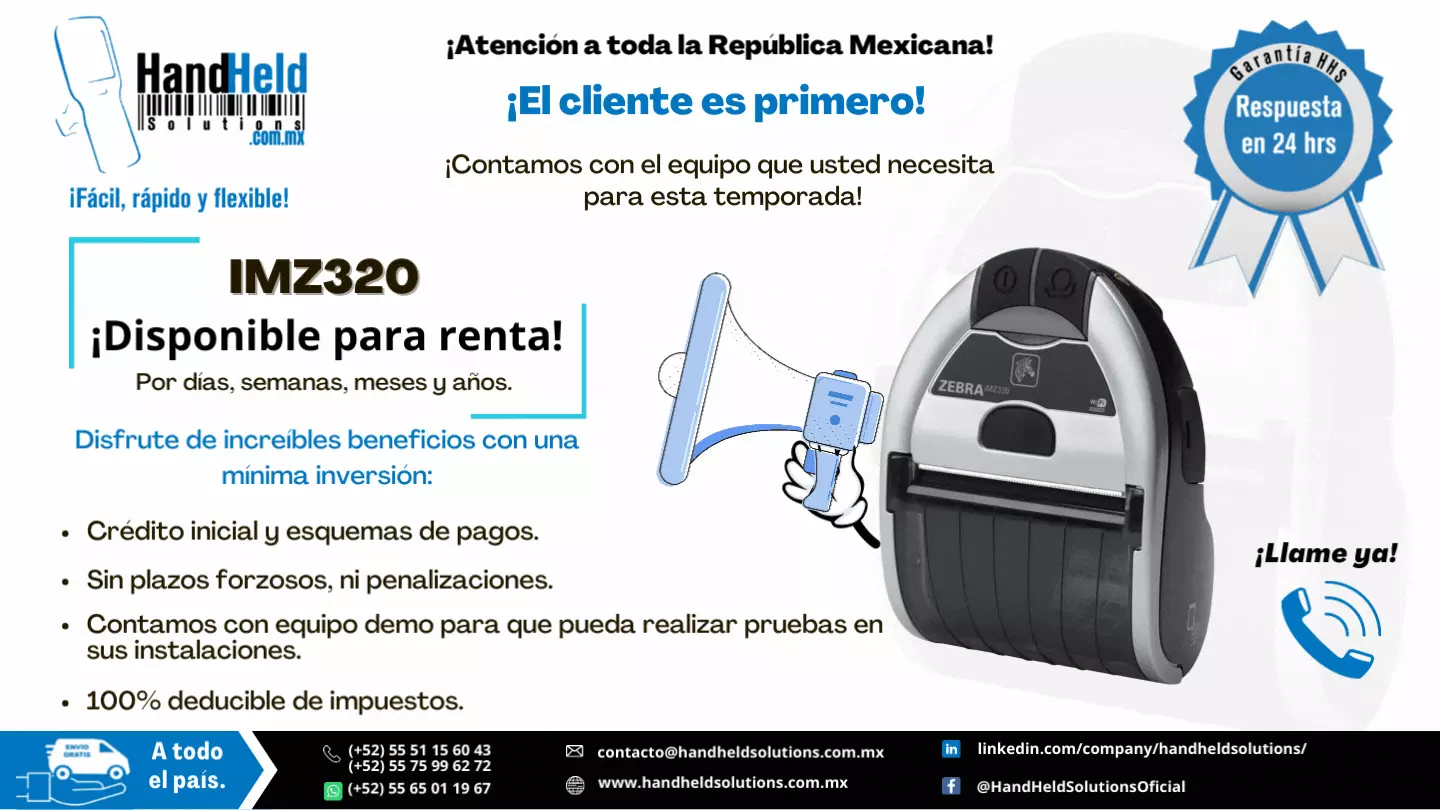 HandHeld
Solutions
.com.mx
¡Fácil, rápido y flexible!
¡Atención a toda la República Mexicana!
¡El cliente es primero!
¡Contamos con el equipo que usted necesita
para esta temporada!
Garantía HHS
Respuesta
en 24 hrs
IMZ320
¡Disponible para renta!
Por días, semanas, meses y años.
Disfrute de increíbles beneficios con una
mínima inversión:
• Crédito inicial y esquemas de pagos.
• Sin plazos forzosos, ni penalizaciones.
• Contamos con equipo demo para que pueda realizar pruebas en
sus instalaciones.
• 100% deducible de impuestos.
ZEBRA iMZ320
WiFi
¡Llame ya!
ENVÍO
GRATIS
A todo
el país.
(+52) 55 51 15 60 43
(+52) 55 75 99 62 72
(+52) 55 65 01 19 67
contacto@handheldsolutions.com.mx
www.handheldsolutions.com.mx
in linkedin.com/company/handheldsolutions/
f @HandHeldSolutionsOficial